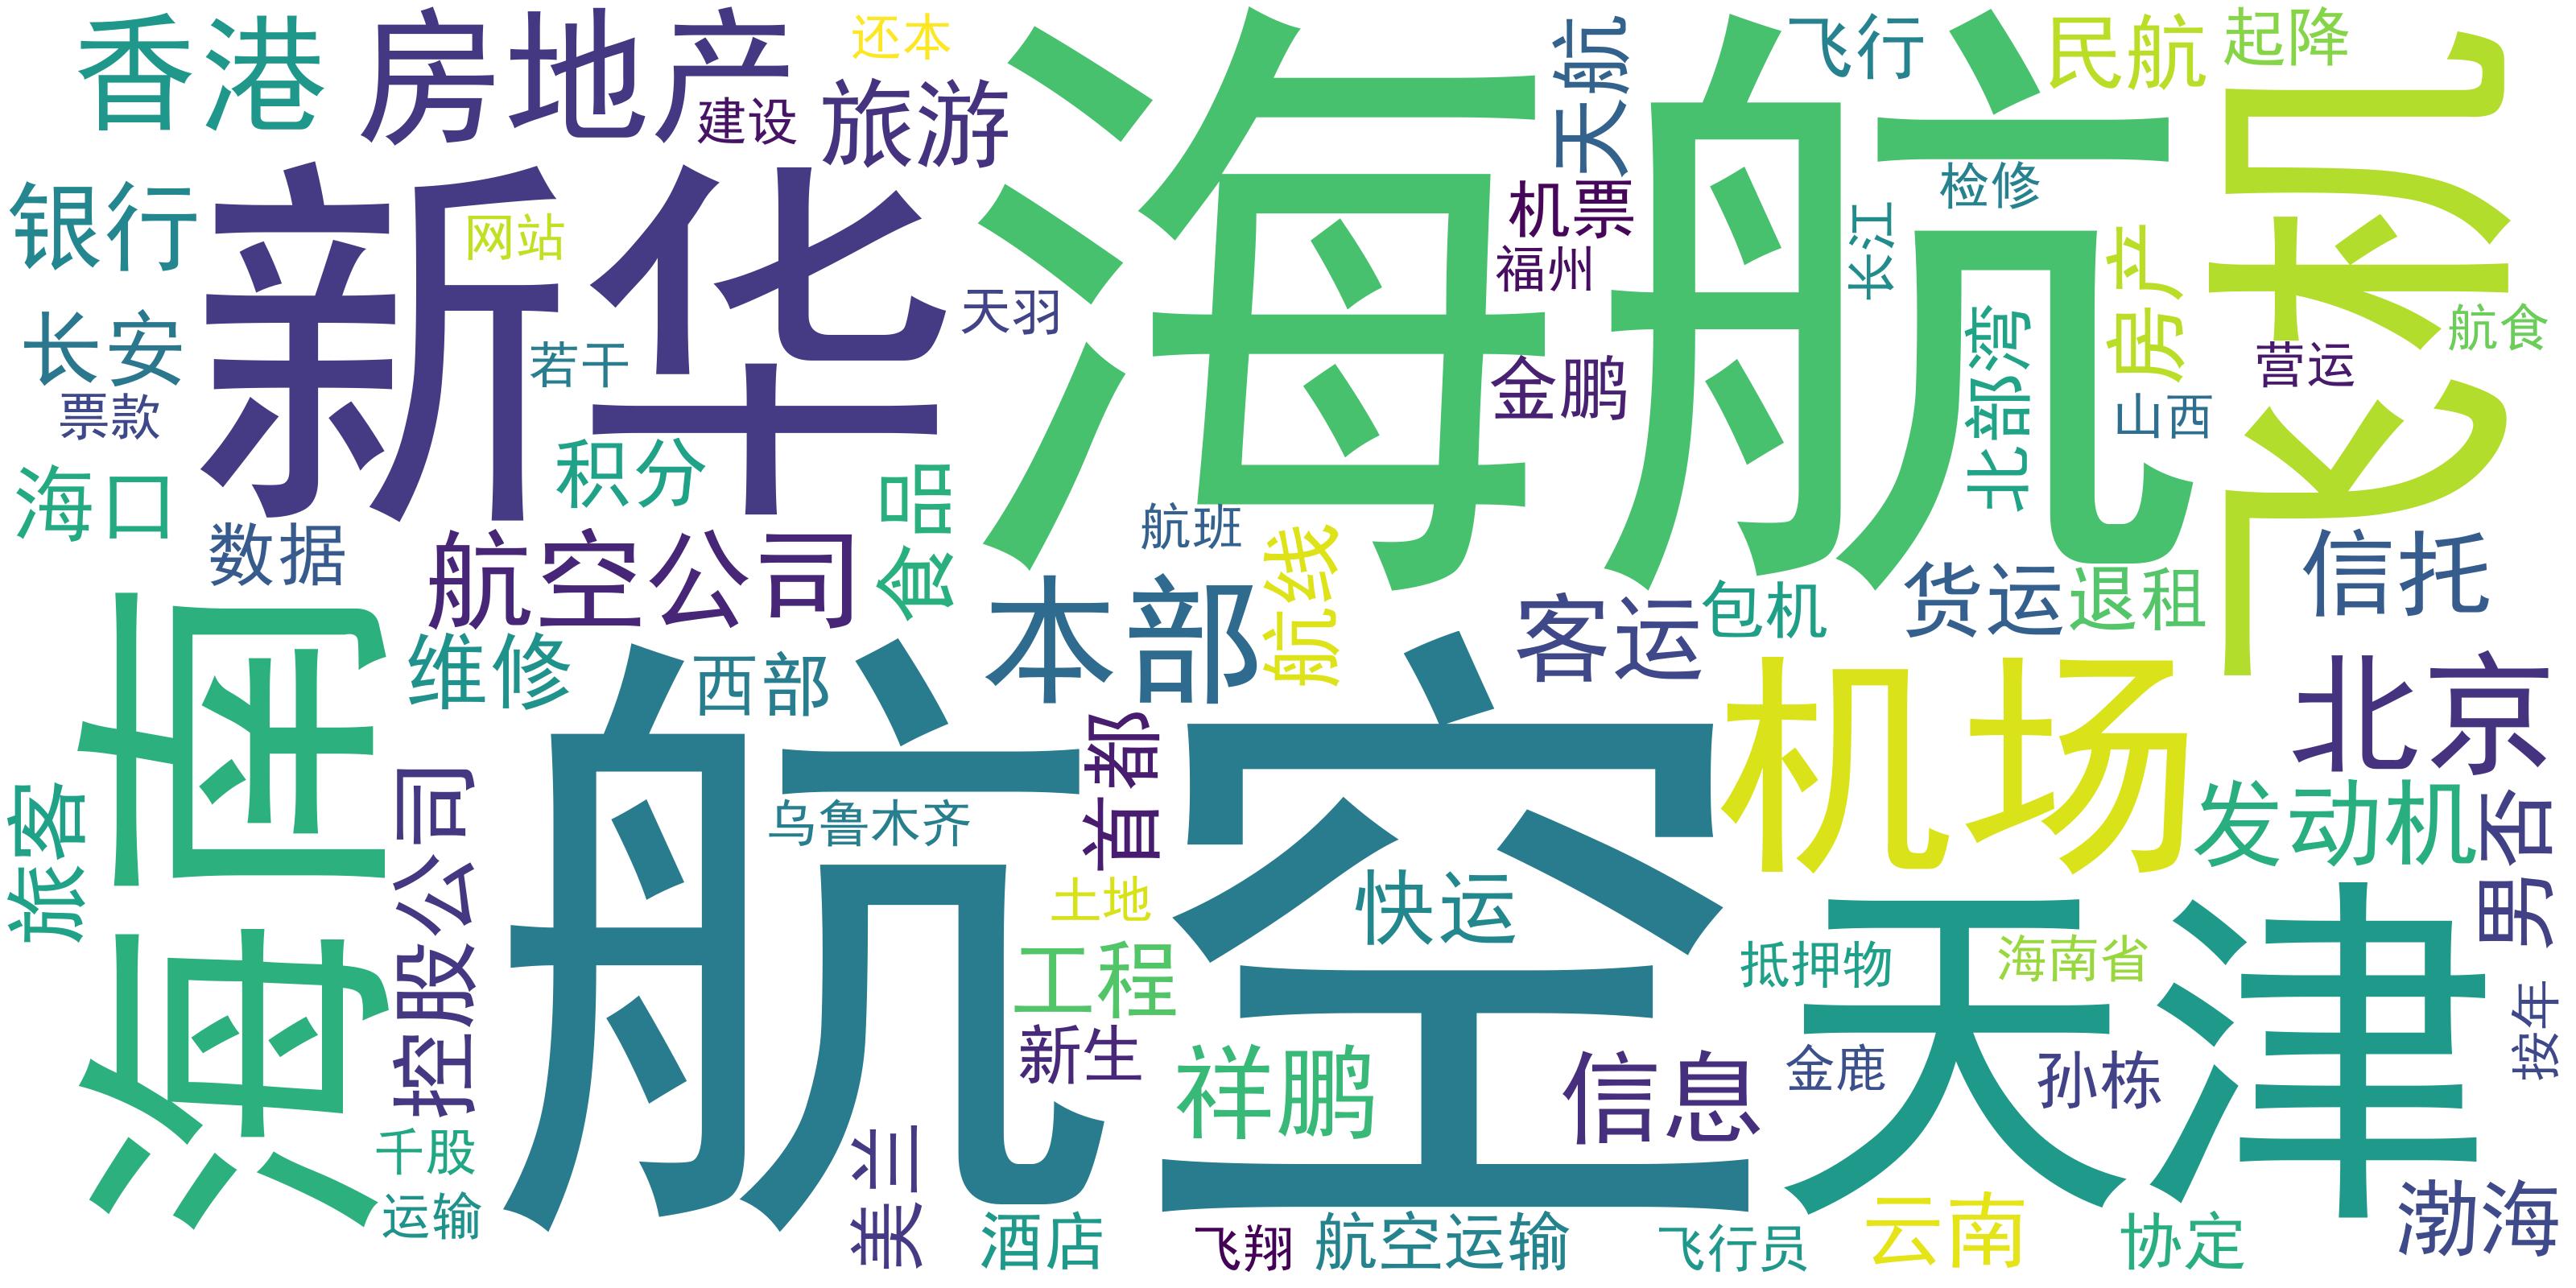 香港
房地产
还本
建设
旅游
海航
天航
飞行
民航
起降
飞机
银行
新华
网站
机票
福州
检修
长江
长安
票款
若干
天羽
金鹏
北部湾
房产
山西
营运
航食
海口
积分
数据
航空公司
食品
航班
航线
本部
客运
包机
货运
退租
信托
海南
维修
西部
航空
首都
机场
北京
旅客
控股公司
乌鲁木齐
土地
快运
发动机
男否
工程
新生
抵押物
海南省
天津
按年
祥鹏
信息
金鹿
孙栋
千股
运输
美兰
酒店
飞翔
航空运输
飞行员
云南
协定
渤海